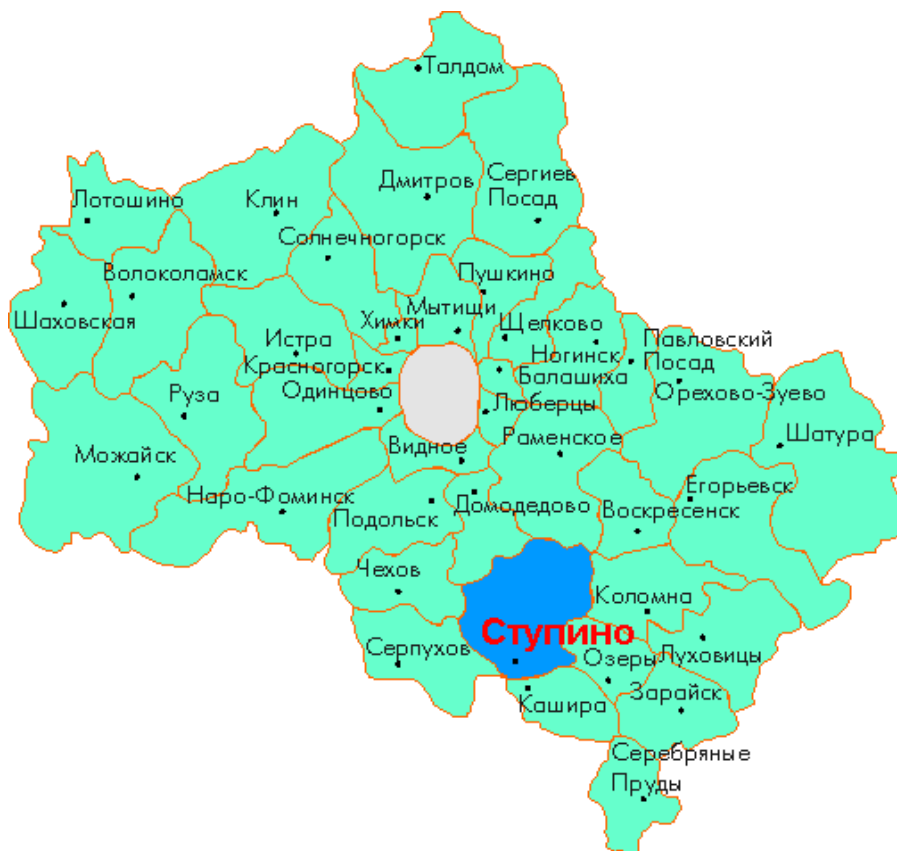 Талдом
Дмитров
Сергиев
Посад
Лотошино
Клин
Солнечногорск
Волоколамск
Пушкино
Шаховская
Мытищи
Химки
Щелково
Истра
Павловский
Посад
Ногинск
Красногорск
Балашиха
Одинцово
Руза
Орехово-Зуево
Люберцы
Раменское
Шатура
Видное
Можайск
Наро-Фоминск
Егорьевск
Подольск
Домодедово
Воскресенск
Чехов
Коломна
Ступино
Серпухов
Озеры
Луховицы
Кашира
Зарайск
Серебряные
Пруды